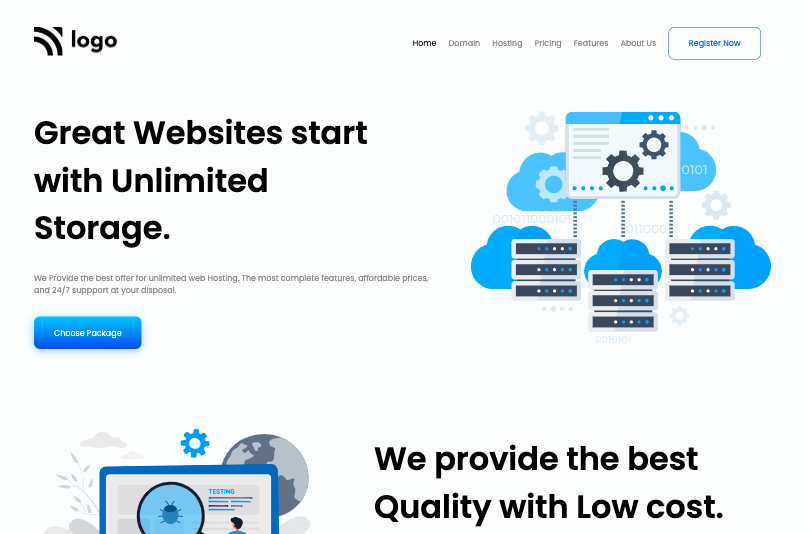 logo
Home Domain Hosting Pricing Features About Us Register Now
Great Websites start
with Unlimited
Storage.
We Provide the best offer for unlimited web Hosting. The most complete features, affordable prices,
and 24/7 suppport at your disposal.
Choose Package
0101
001011000101
011000
0010101
We provide the best
Quality with Low cost.
TESTING